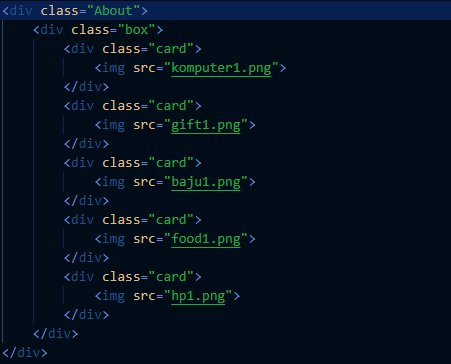 <div class="About">
<div class="box">
<div class="card">
<img src="komputer1.png">
</div>
<div class="card">
<img src="gift1.png">
</div>
<div class="card">
<img src="baju1.png">
</div>
<div class="card">
<img src="food1.png">
</div>
<div class="card">
<img src="hp1.png">
</div>
</div>
</div>